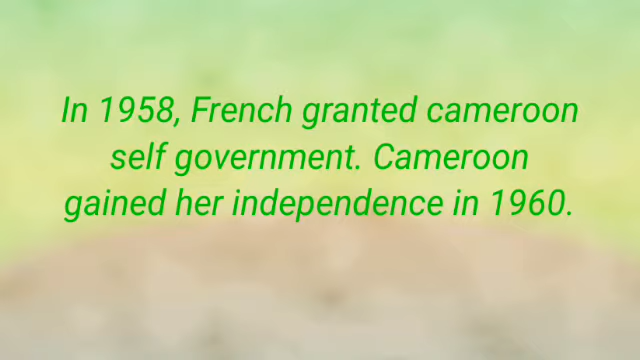 In 1958, French granted cameroon
self government. Cameroon
gained her independence in 1960.